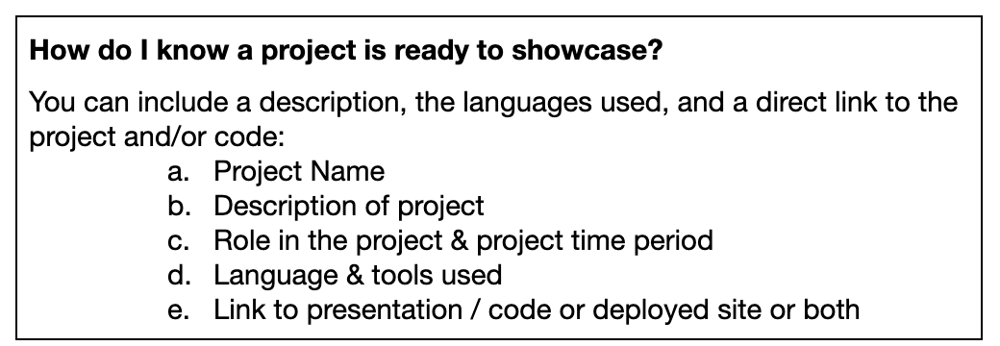 How do I know a project is ready to showcase?
You can include a description, the languages used, and a direct link to the
project and/or code:
a. Project Name
b. Description of project
c. Role in the project & project time period
d. Language & tools used
e. Link to presentation / code or deployed site or both